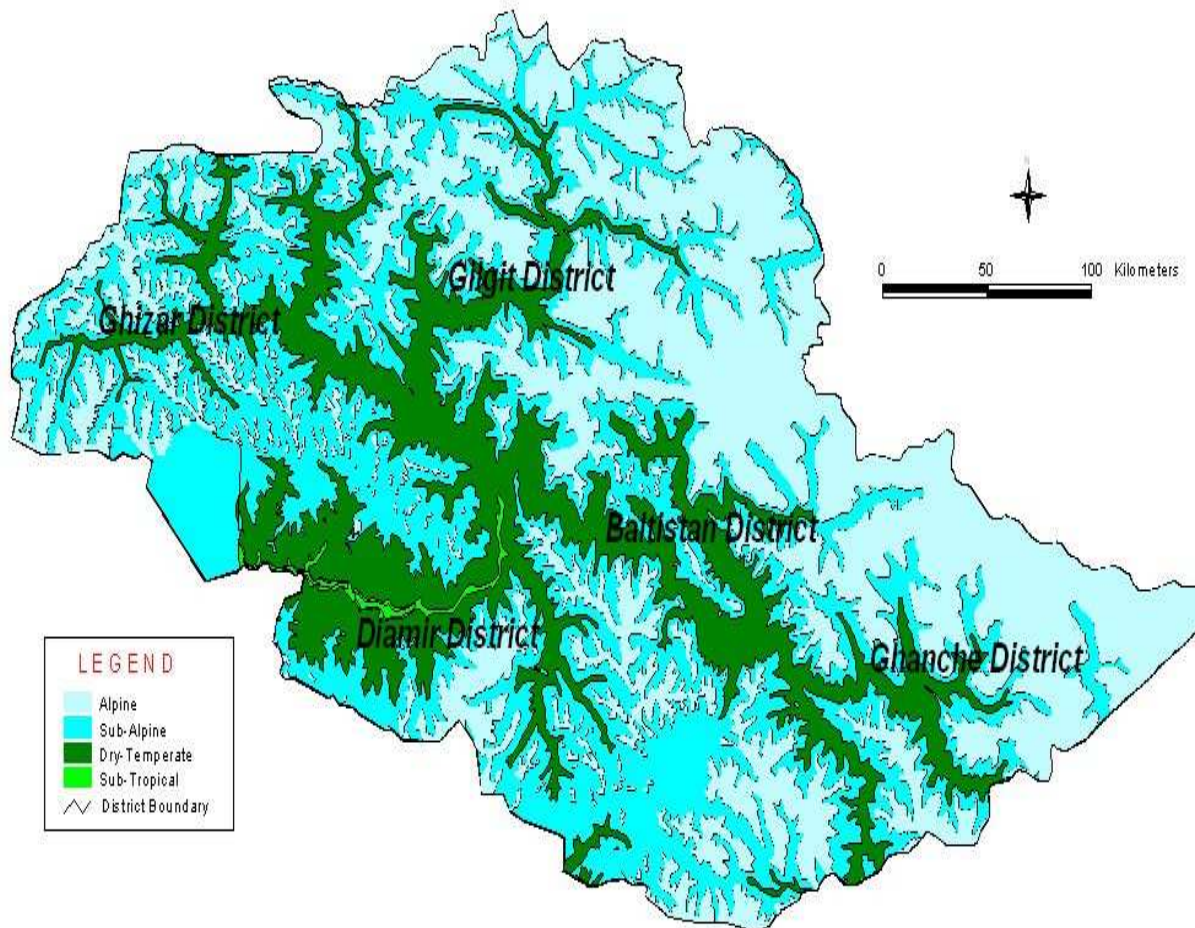 Gilgit District
0 50 100 Kilometers
Ghizar District
Baltistan District
Diamir District
Ghanche District
LEGEND
Alpine
Sub-Alpine
Dry-Temperate
Sub-Tropical
District Boundary